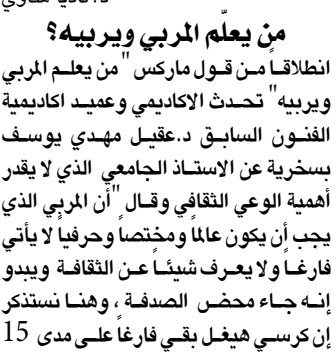 من يعلّم المربي ويربيه؟
انطلاقا من قول ماركس "من يعلم المربي
ويربيه" تحدث الاكاديمي وعميد اكاديمية
الفنون السابق د.عقيل مهدي يوسف
بسخرية عن الاستاذ الجامعي الذي لا يقدر
أهمية الوعي الثقافي وقال "أن المربي الذي
يجب أن يكون عالما ومختصاً وحرفياً لا يأتي
فارغا ولا يعرف شيئا عن الثقافة ويبدو
إنه جاء محض الصدفة ، وهنا نستذكر
إن كرسي هيغل بقي فارغاً على مدى 15